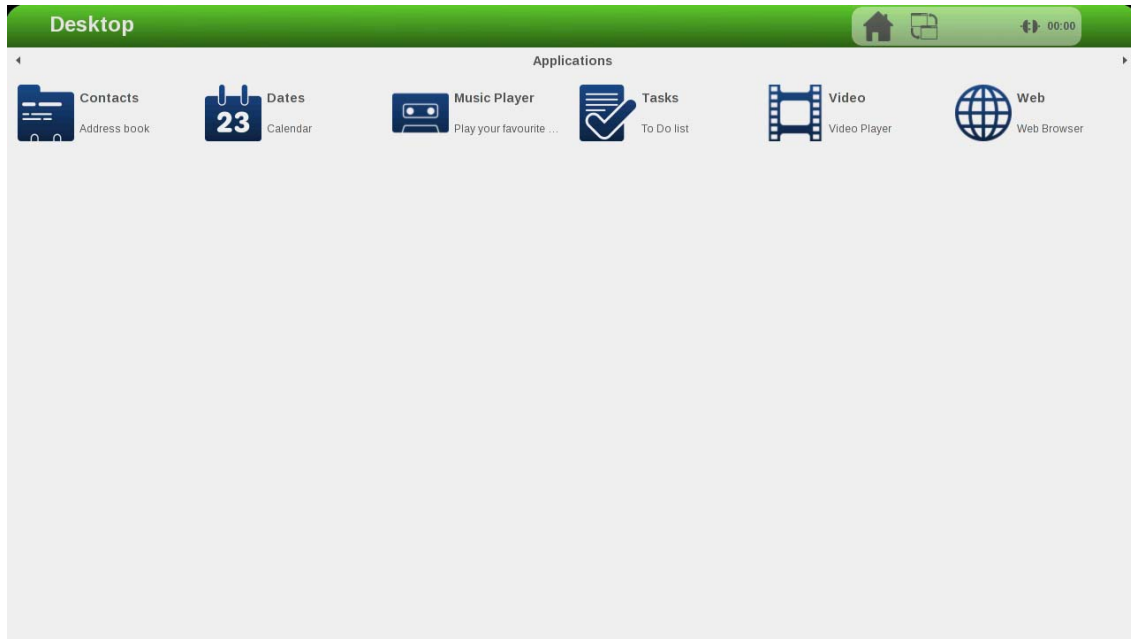 Desktop
00:00
Applications
Contacts
Address book
23
Dates
Calendar
Music Player
Play your favourite ...
Tasks
To Do list
Video
Video Player
Web
Web Browser